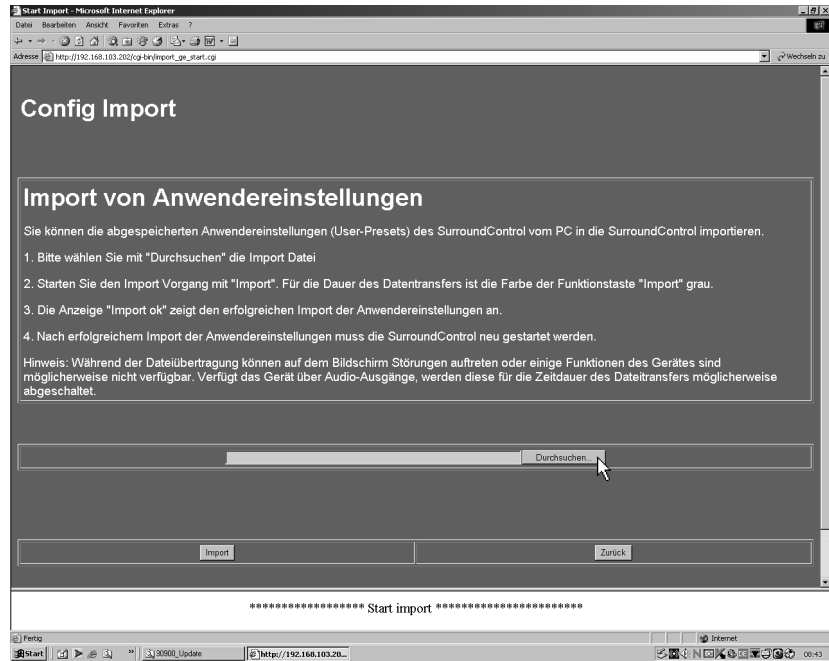 Start Import - Microsoft Internet Explorer
Datei Bearbeiten Ansicht Favoriten Extras ?
Adresse http://192.168.103.202/cgi-bin/import_ge_start.cgi Wechseln zu
Config Import
Import von Anwendereinstellungen
Sie können die abgespeicherten Anwendereinstellungen (User-Presets) des SurroundControl vom PC in die SurroundControl importieren.
1. Bitte wählen Sie mit "Durchsuchen" die Import Datei
2. Starten Sie den Import Vorgang mit "Import". Für die Dauer des Datentransfers ist die Farbe der Funktionstaste "Import" grau.
3. Die Anzeige "Import ok" zeigt den erfolgreichen Import der Anwendereinstellungen an.
4. Nach erfolgreichem Import der Anwendereinstellungen muss die SurroundControl neu gestartet werden.
Hinweis: Während der Dateiübertragung können auf dem Bildschirm Störungen auftreten oder einige Funktionen des Gerätes sind
möglicherweise nicht verfügbar. Verfügt das Gerät über Audio-Ausgänge, werden diese für die Zeitdauer des Dateitransfers möglicherweise
abgeschaltet.
Durchsuchen...
Import Zurück
****************** Start import ***********************
Fertig Internet
Start 30900_Update http://192.168.103.20... 08:43